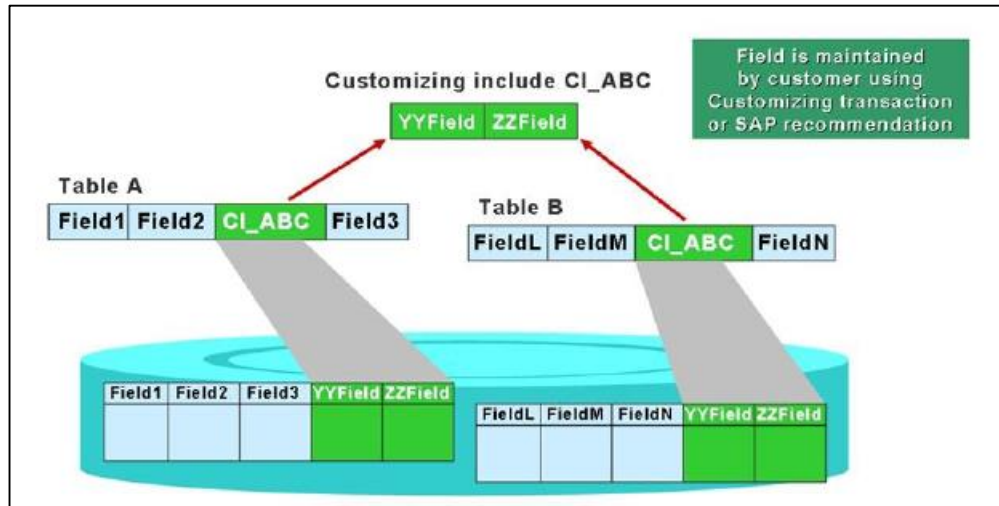 Field is maintained
by customer using
Customizing transaction
or SAP recommendation
Customizing include CI_ABC
YYField ZZField
Table A
Field1 Field2 CI_ABC Field3
Table B
FieldL FieldM CI_ABC FieldN
Field1 Field2 Field3 YYField ZZField
FieldL FieldM FieldN YYField ZZField